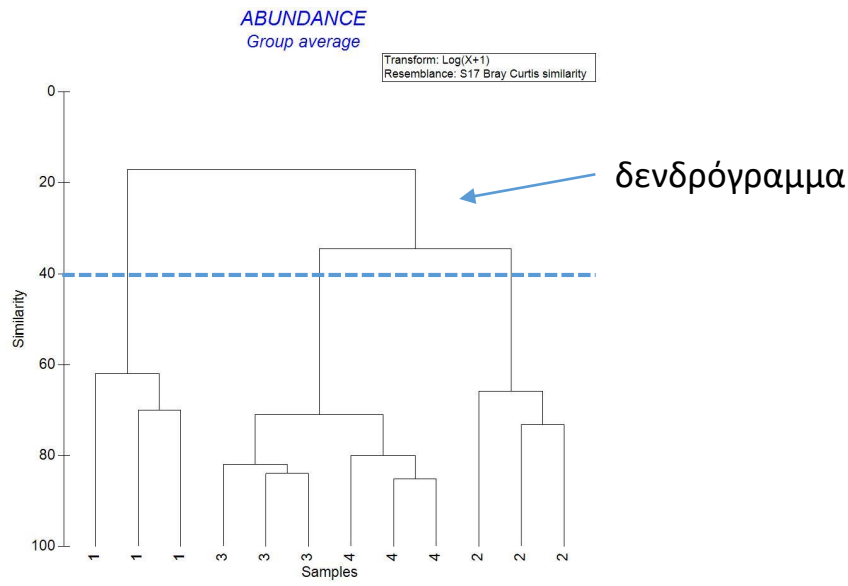 ABUNDANCE
Group average
Transform: Log(X+1)
Resemblance: S17 Bray Curtis similarity
0
20
40
60
80
100
Similarity
δενδρόγραμμα
1 1 1 3 3 3 4 4 4 2 2 2
Samples